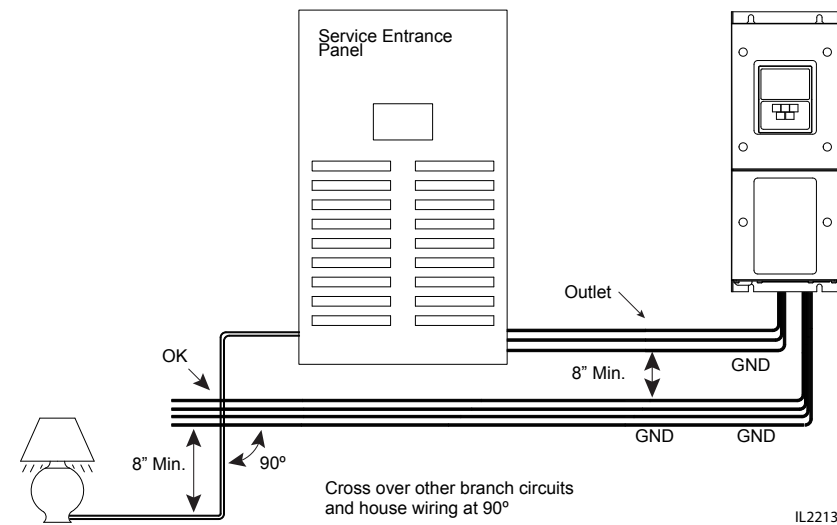 Service Entrance
Panel
Outlet
OK
GND
8” Min.
GND GND
8” Min.
90º
Cross over other branch circuits
and house wiring at 90º
IL2213